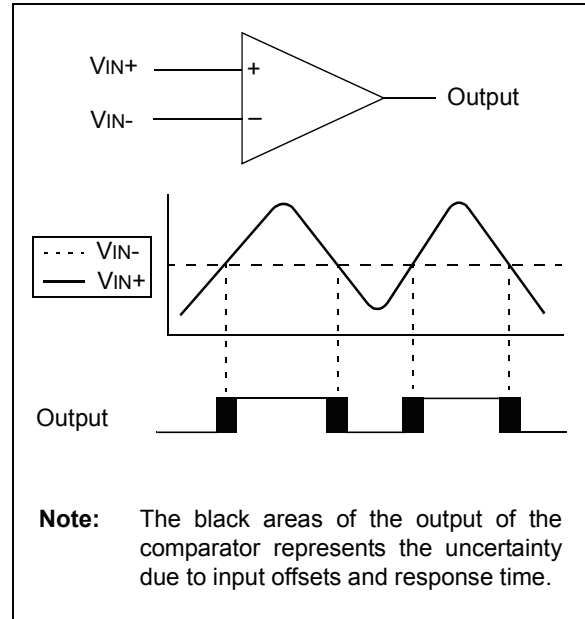 VIN+
+
Output
VIN-
−
VIN-
VIN+
Output
Note: The black areas of the output of the
comparator represents the uncertainty
due to input offsets and response time.